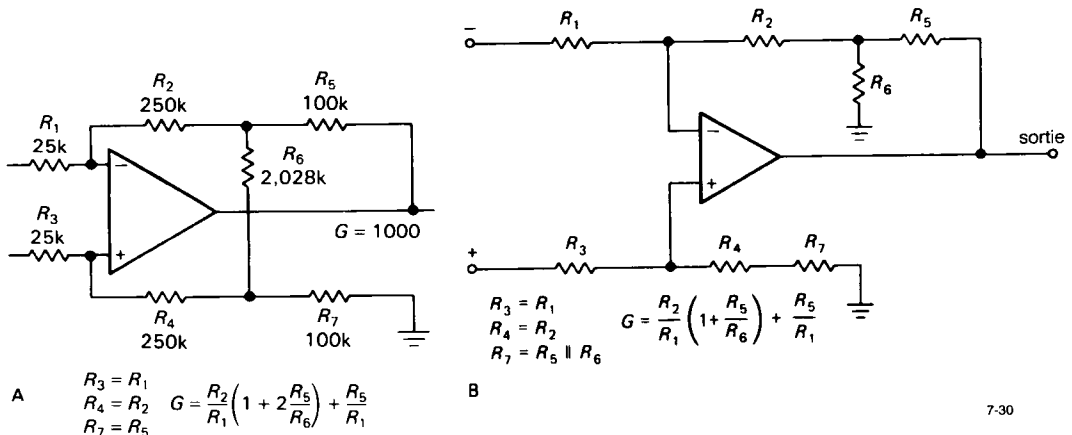 R1
25k
R2
250k
R5
100k
R6
2,028k
R3
25k
−
+
G = 1000
R4
250k
R7
100k
A
R3 = R1
R4 = R2
R7 = R5
G = R2/R1 (1 + 2 R5/R6) + R5/R1
−
R1
R2
R5
R6
−
+
sortie
+
R3
R4
R7
R3 = R1
R4 = R2
R7 = R5 ∥ R6
G = R2/R1 (1+ R5/R6) + R5/R1
B
7-30